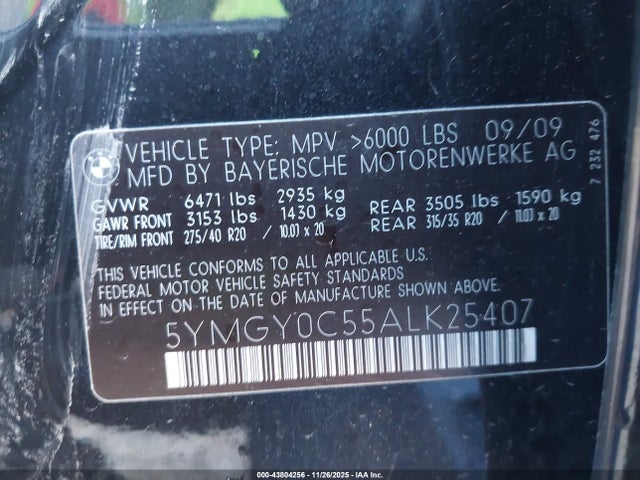 BMW
VEHICLE TYPE: MPV >6000 LBS 09/09
MFD BY BAYERISCHE MOTORENWERKE AG
GVWR 6471 lbs 2935 kg
GAWR FRONT 3153 lbs 1430 kg REAR 3505 lbs 1590 kg
TIRE/RIM FRONT 275/40 R20 / 10.0J x 20 REAR 315/35 R20 / 11.0J x 20
THIS VEHICLE CONFORMS TO ALL APPLICABLE U.S.
FEDERAL MOTOR VEHICLE SAFETY STANDARDS
IN EFFECT ON THE DATE OF MANUFACTURE SHOWN ABOVE.
5YMGY0C55ALK25407
7 232 476
000-43804256 - 11/26/2025 - IAA Inc.